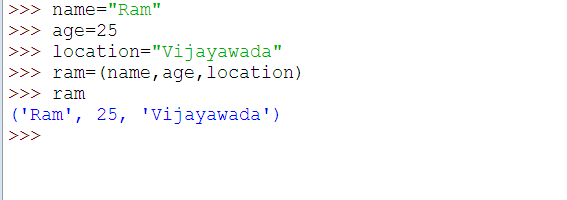 >>> name="Ram"
>>> age=25
>>> location="Vijayawada"
>>> ram=(name,age,location)
>>> ram
('Ram', 25, 'Vijayawada')
>>>